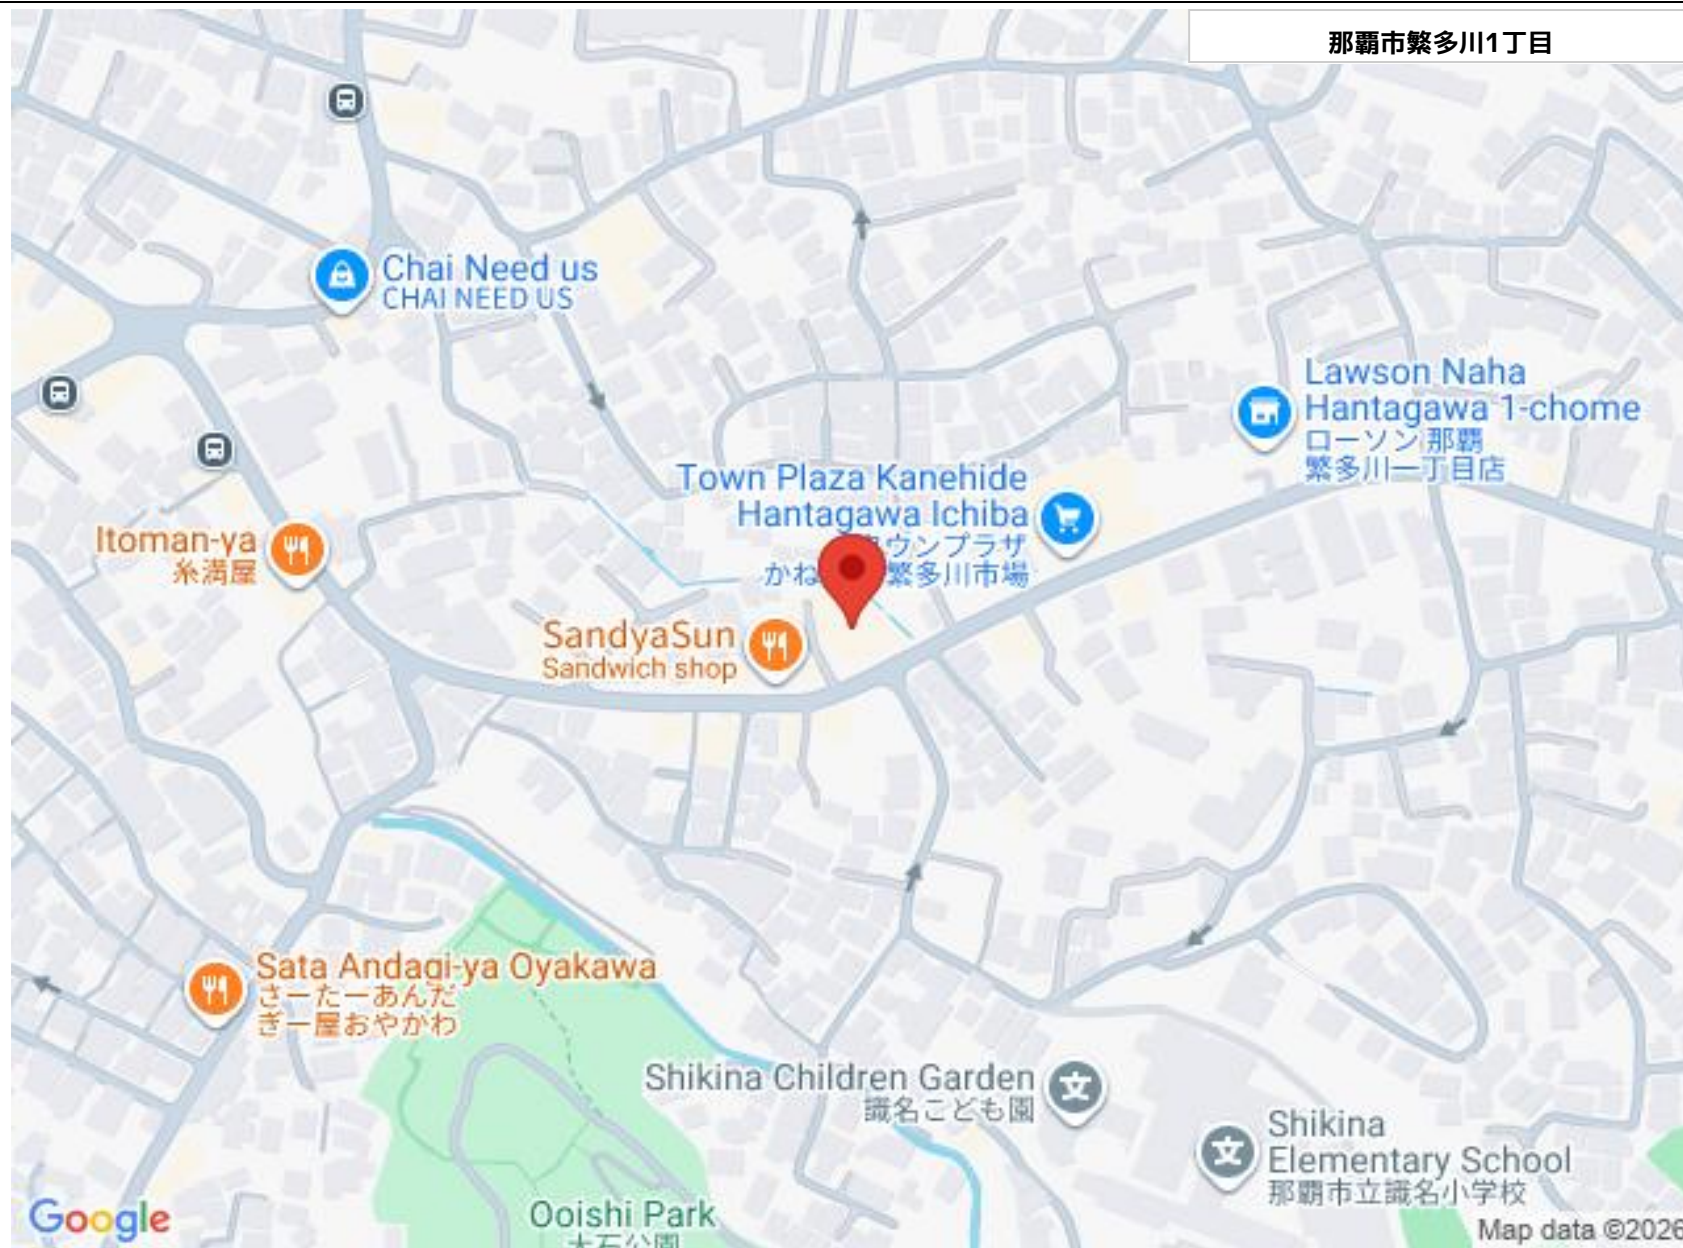 那覇市繁多川1丁目
Chai Need us
CHAI NEED US
Lawson Naha
Hantagawa 1-chome
ローソン 那覇
繁多川一丁目店
Town Plaza Kanehide
Hantagawa Ichiba
ウンプラザ
かね
繁多川市場
Itoman-ya
糸満屋
SandyaSun
Sandwich shop
Sata Andagi-ya Oyakawa
さーたーあんだ
ぎー屋おやかわ
Shikina Children Garden
識名こども園
Shikina
Elementary School
那覇市立識名小学校
Ooishi Park
大石公園
Google
Map data ©2026